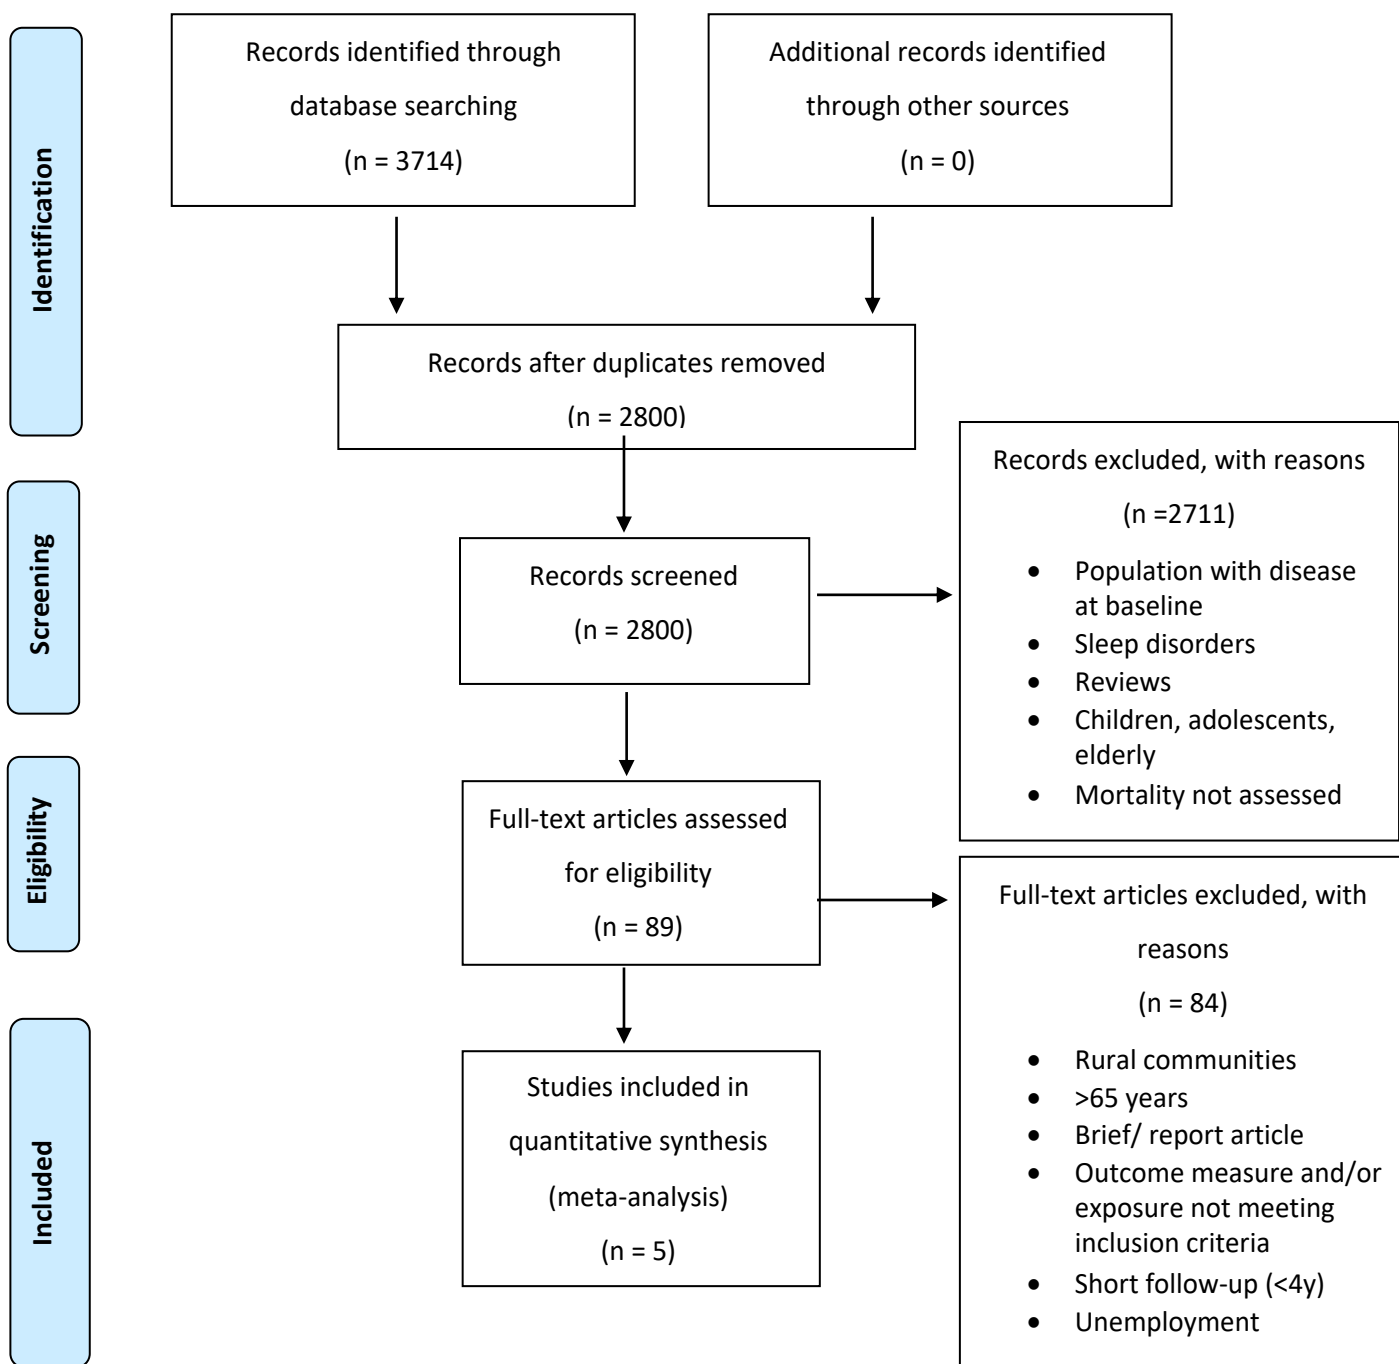 Identification
Records identified through
database searching
(n = 3714)
Additional records identified
through other sources
(n = 0)
Records after duplicates removed
(n = 2800)
Screening
Records screened
(n = 2800)
Records excluded, with reasons
(n =2711)
• Population with disease
at baseline
• Sleep disorders
• Reviews
• Children, adolescents,
elderly
• Mortality not assessed
Eligibility
Full-text articles assessed
for eligibility
(n = 89)
Full-text articles excluded, with
reasons
(n = 84)
• Rural communities
• >65 years
• Brief/ report article
• Outcome measure and/or
exposure not meeting
inclusion criteria
• Short follow-up (<4y)
• Unemployment
Included
Studies included in
quantitative synthesis
(meta-analysis)
(n = 5)